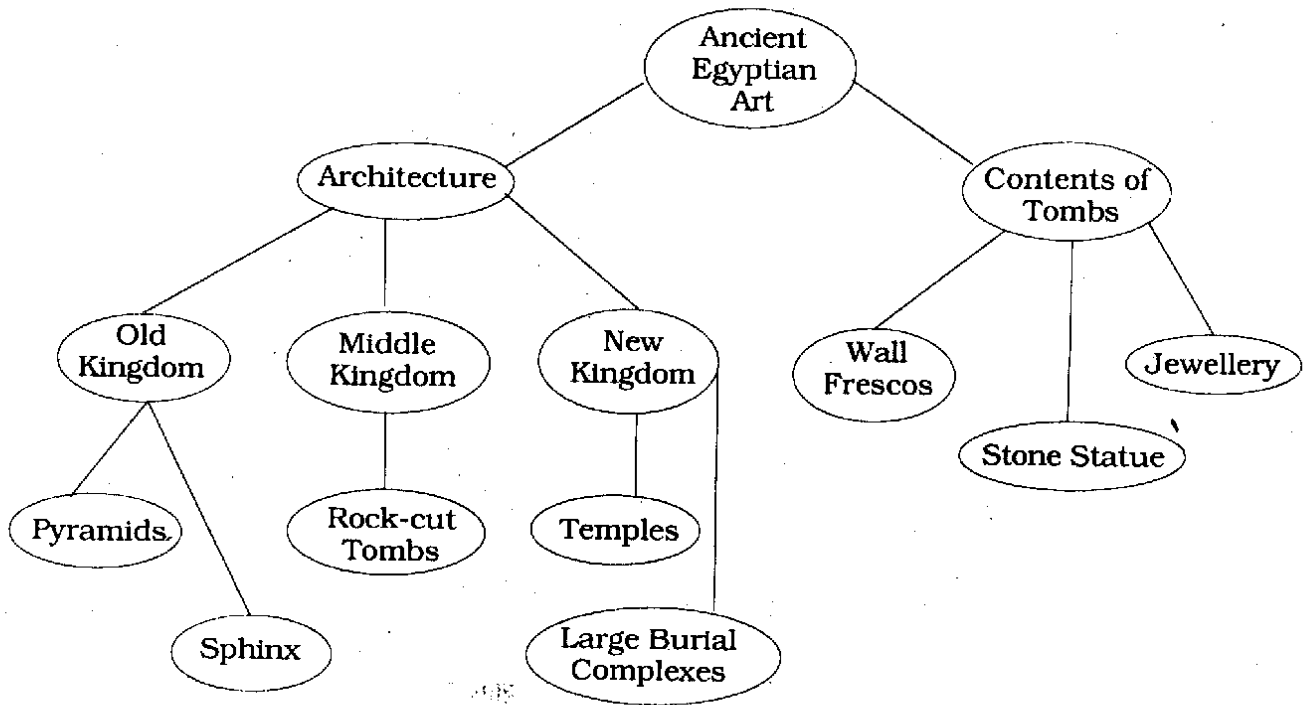 Ancient
Egyptian
Art
Architecture
Contents of
Tombs
Old
Kingdom
Middle
Kingdom
New
Kingdom
Wall
Frescos
Jewellery
Stone Statue
Pyramids
Rock-cut
Tombs
Temples
Sphinx
Large Burial
Complexes